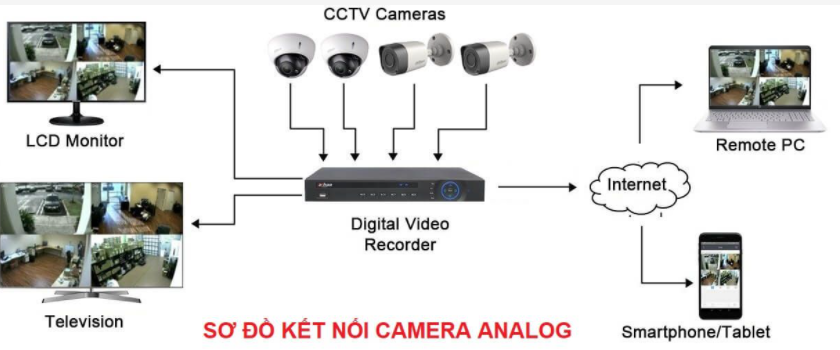 CCTV Cameras
LCD Monitor
Remote PC
Internet
Digital Video
Recorder
Television
SƠ ĐỒ KẾT NỐI CAMERA ANALOG
Smartphone/Tablet